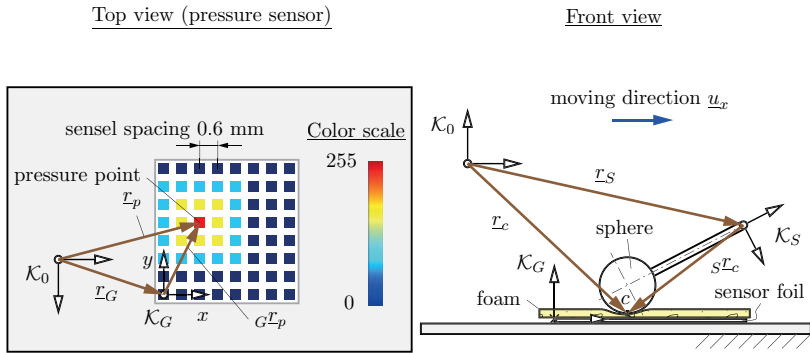 Top view (pressure sensor)
sensel spacing 0.6 mm
Color scale
255
pressure point
r_p
y
K_0
r_G
0
K_G
x
_G r_p
Front view
moving direction u_x
K_0
r_S
r_c
sphere
K_S
_S r_c
K_G
c
sensor foil
foam